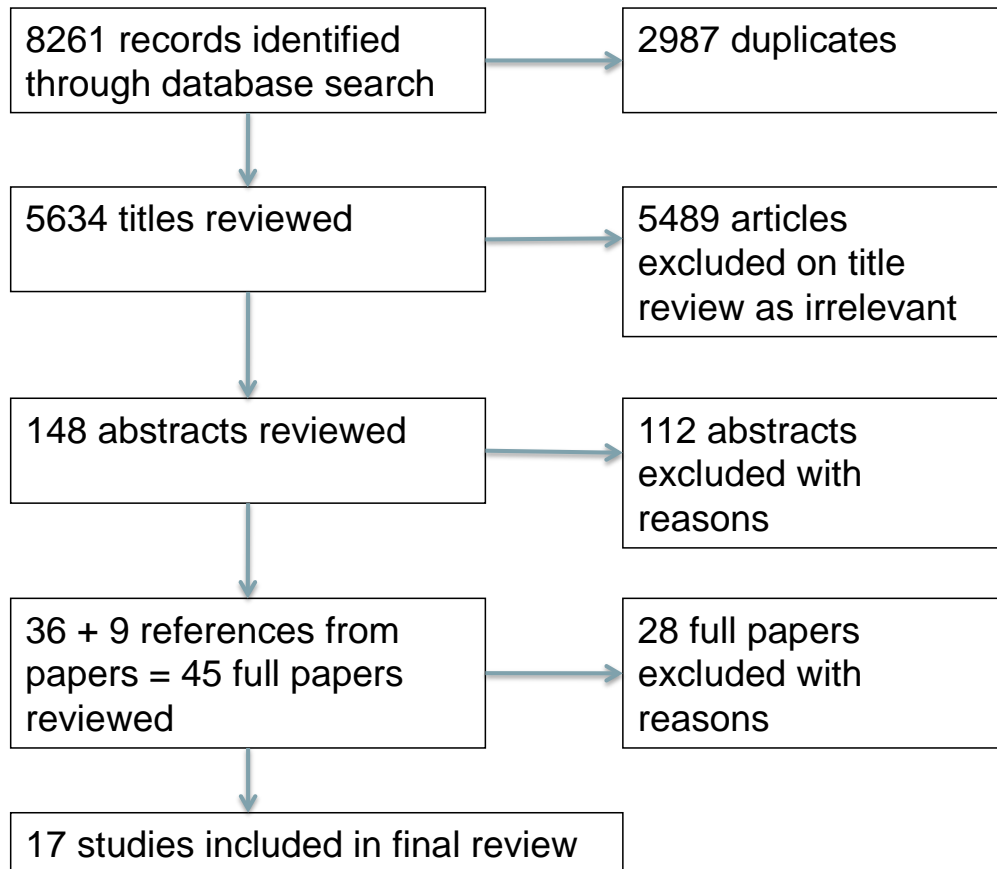 8261 records identified
through database search
2987 duplicates
5634 titles reviewed
5489 articles
excluded on title
review as irrelevant
148 abstracts reviewed
112 abstracts
excluded with
reasons
36 + 9 references from
papers = 45 full papers
reviewed
28 full papers
excluded with
reasons
17 studies included in final review